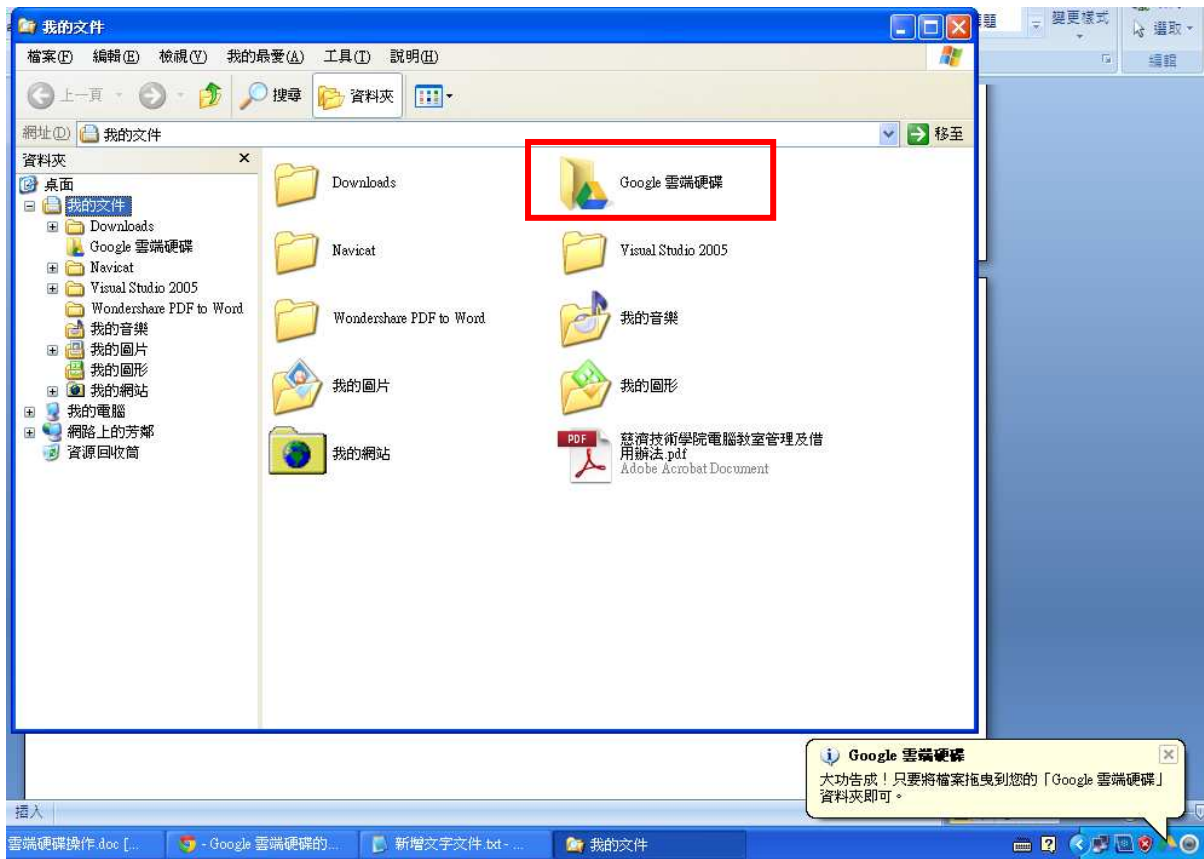 我的文件
題
變更樣式
選取
編輯
檔案(F) 編輯(E) 檢視(V) 我的最愛(A) 工具(T) 說明(H)
上一頁 搜尋 資料夾
網址(D) 我的文件 移至
資料夾
桌面
我的文件
Downloads
Google 雲端硬碟
Navicat
Visual Studio 2005
Wondershare PDF to Word
我的音樂
我的圖片
我的圖形
我的網站
我的電腦
網路上的芳鄰
資源回收筒
Downloads
Google 雲端硬碟
Navicat
Visual Studio 2005
Wondershare PDF to Word
我的音樂
我的圖片
我的圖形
我的網站
PDF
慈濟技術學院電腦教室管理及借
用辦法.pdf
Adobe Acrobat Document
Google 雲端硬碟
大功告成！只要將檔案拖曳到您的「Google 雲端硬碟」
資料夾即可。
插入
雲端硬碟操作.doc [... - Google 雲端硬碟的... 新增文字文件.txt - ... 我的文件